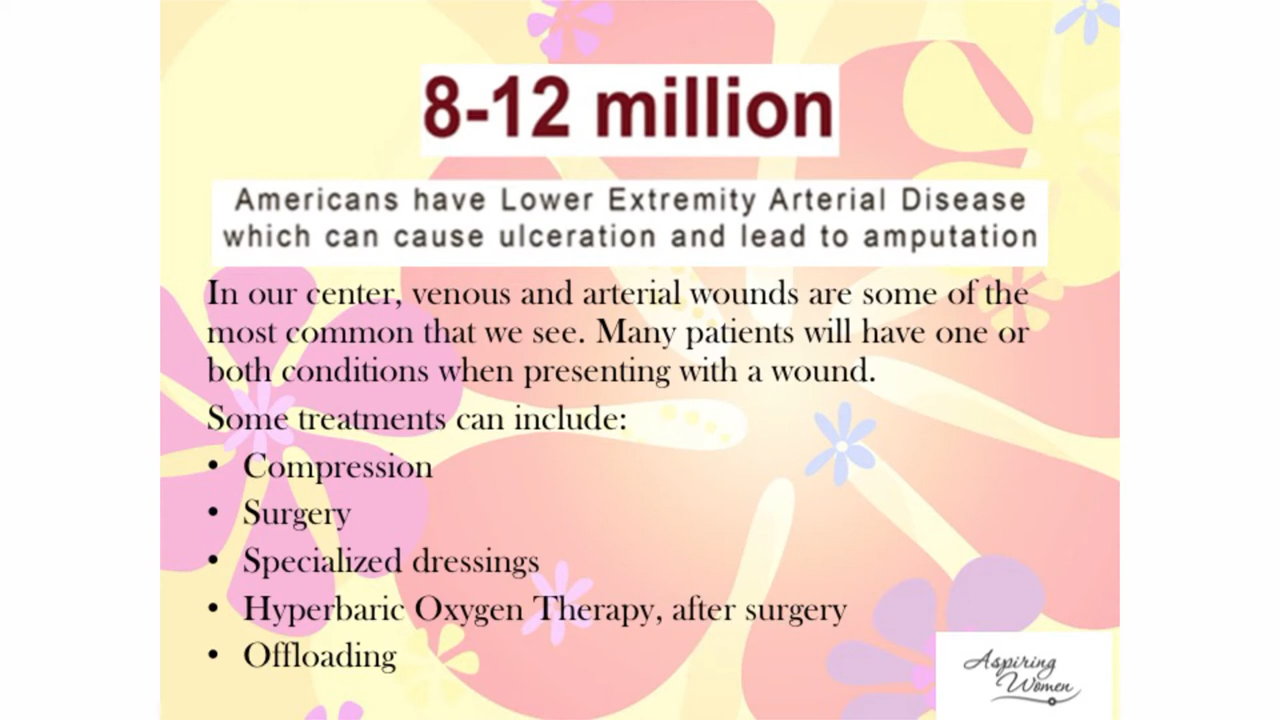 8-12 million
Americans have Lower Extremity Arterial Disease
which can cause ulceration and lead to amputation
In our center, venous and arterial wounds are some of the
most common that we see. Many patients will have one or
both conditions when presenting with a wound.
Some treatments can include:
• Compression
• Surgery
• Specialized dressings
• Hyperbaric Oxygen Therapy, after surgery
• Offloading
Aspiring
Women